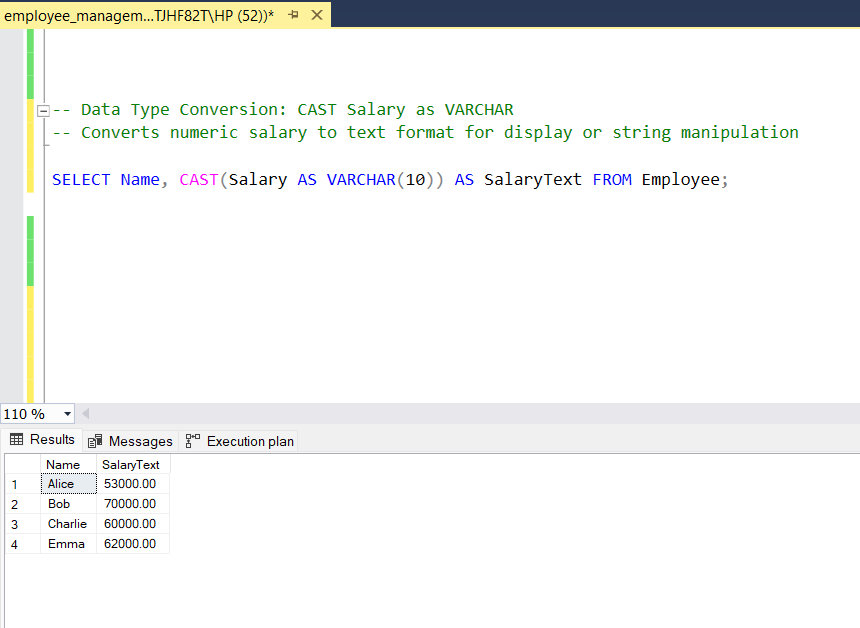 employee_managem...TJHF82T\HP (52))*
-- Data Type Conversion: CAST Salary as VARCHAR
-- Converts numeric salary to text format for display or string manipulation
SELECT Name, CAST(Salary AS VARCHAR(10)) AS SalaryText FROM Employee;
110 %
Results Messages Execution plan
Name SalaryText
1 Alice 53000.00
2 Bob 70000.00
3 Charlie 60000.00
4 Emma 62000.00